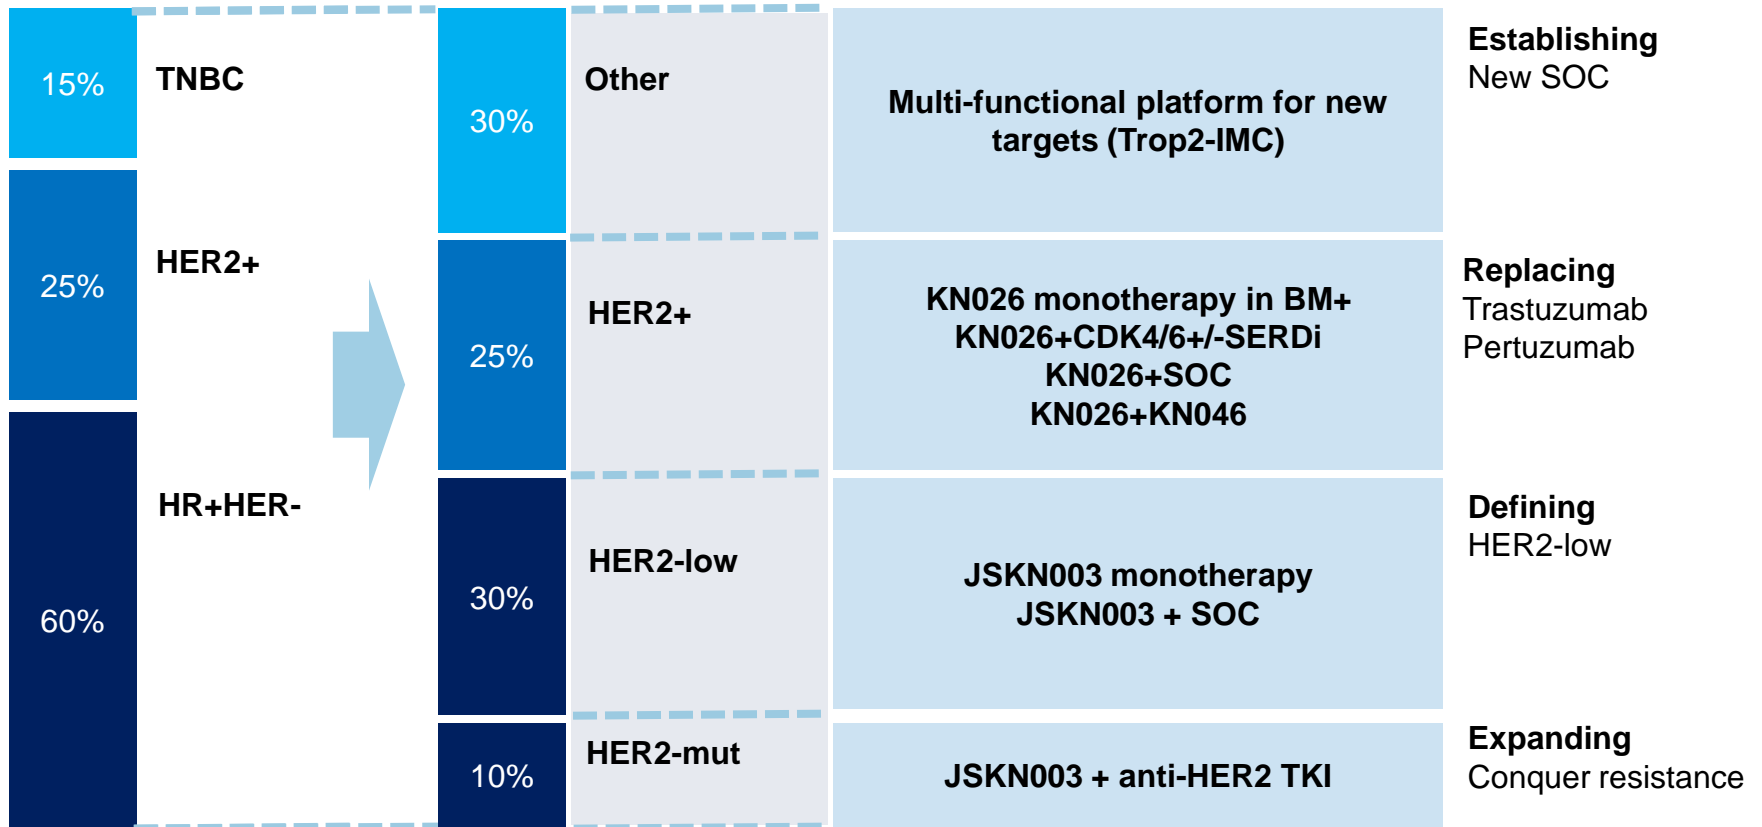 15%
TNBC
25%
HER2+
60%
HR+HER-
30%
Other
Multi-functional platform for new
targets (Trop2-IMC)
Establishing
New SOC
25%
HER2+
KN026 monotherapy in BM+
KN026+CDK4/6+/-SERDi
KN026+SOC
KN026+KN046
Replacing
Trastuzumab
Pertuzumab
30%
HER2-low
JSKN003 monotherapy
JSKN003 + SOC
Defining
HER2-low
10%
HER2-mut
JSKN003 + anti-HER2 TKI
Expanding
Conquer resistance